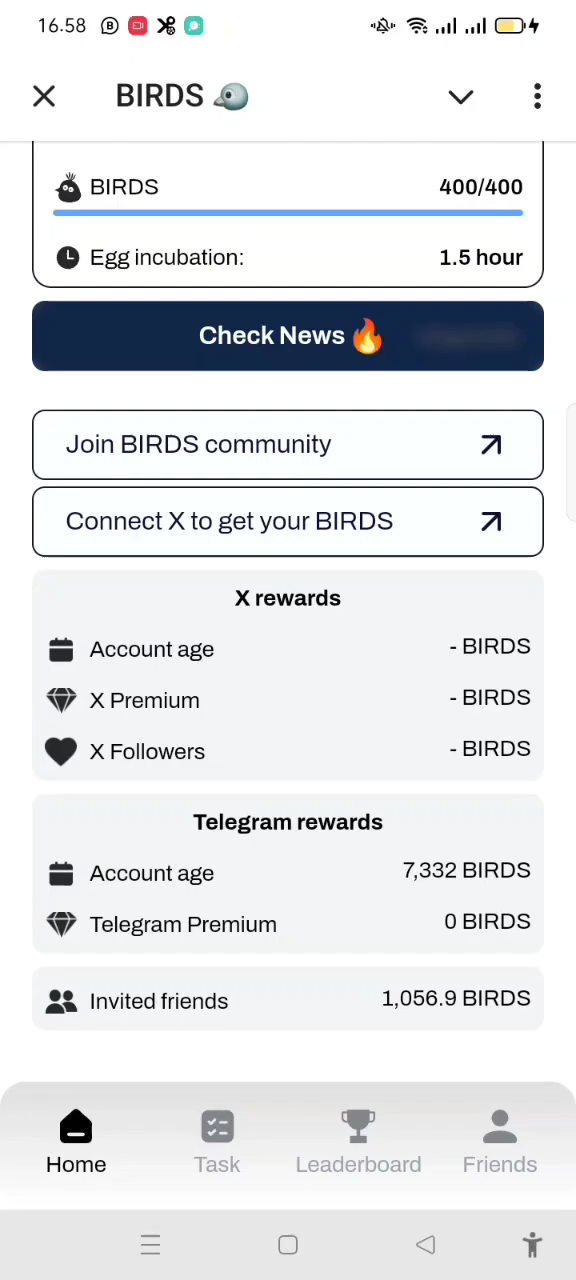 16.58
BIRDS
BIRDS 400/400
Egg incubation: 1.5 hour
Check News
Join BIRDS community
Connect X to get your BIRDS
X rewards
Account age - BIRDS
X Premium - BIRDS
X Followers - BIRDS
Telegram rewards
Account age 7,332 BIRDS
Telegram Premium 0 BIRDS
Invited friends 1,056.9 BIRDS
Home Task Leaderboard Friends